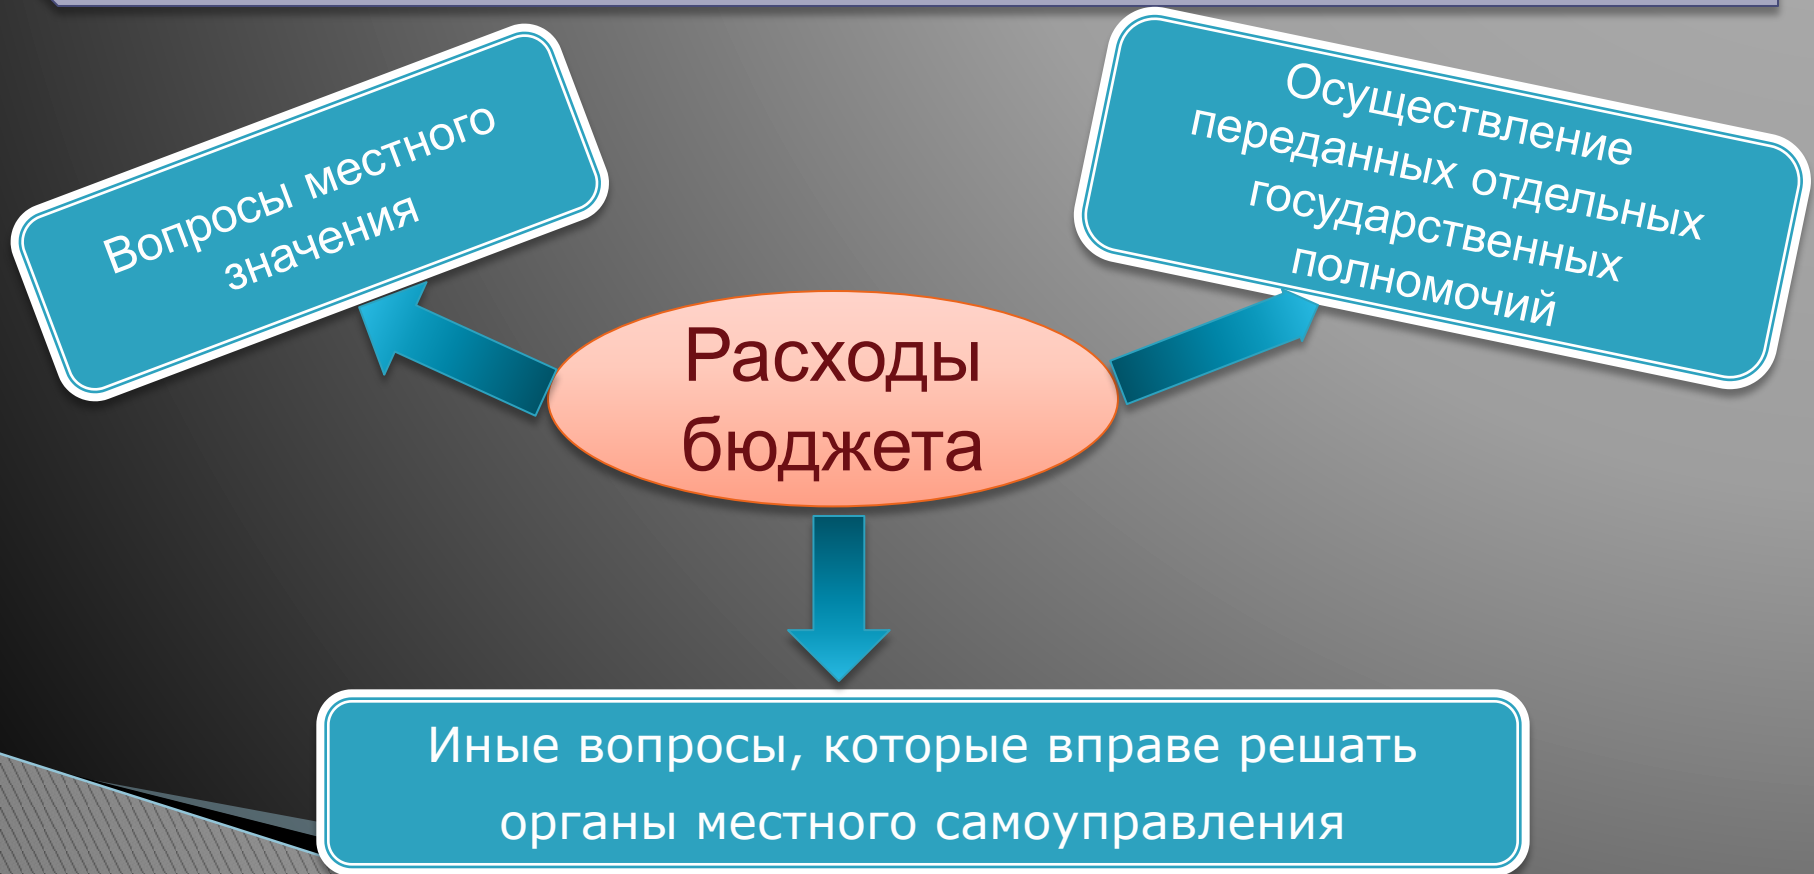 Вопросы местного
значения
Осуществление
переданных отдельных
государственных
полномочий
Расходы
бюджета
Иные вопросы, которые вправе решать
органы местного самоуправления